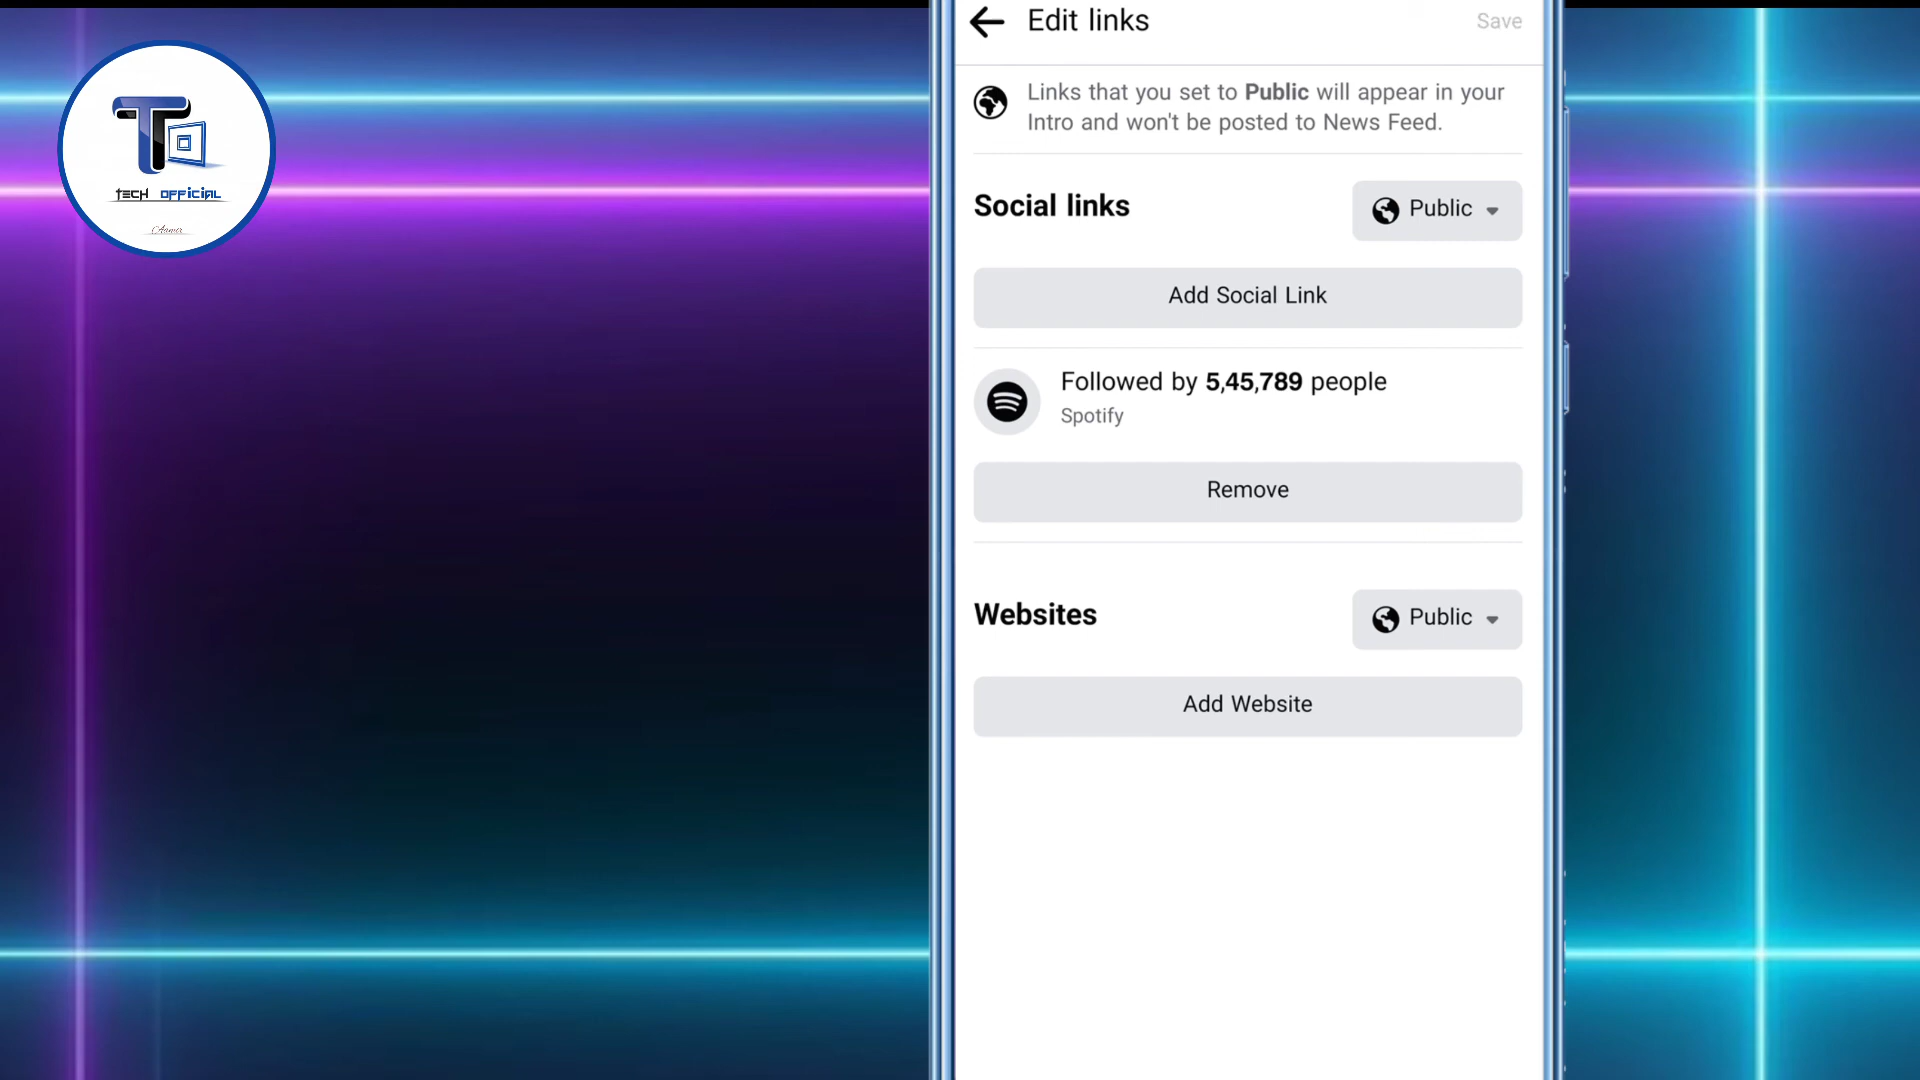 TECH OFFICIAL
Edit links
Save
Links that you set to Public will appear in your
Intro and won't be posted to News Feed.
Social links
Public
Add Social Link
Followed by 5,45,789 people
Spotify
Remove
Websites
Public
Add Website